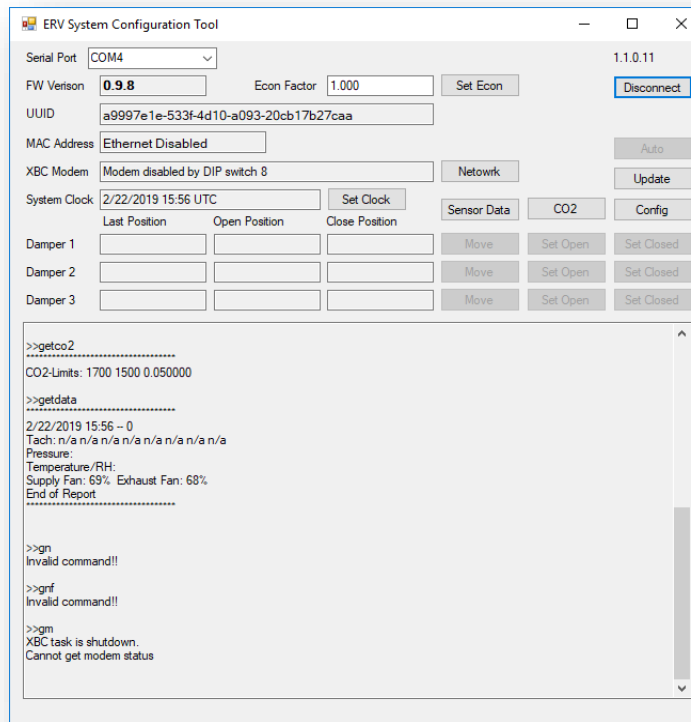 ERV System Configuration Tool
Serial Port COM4 1.1.0.11
FW Verison 0.9.8 Econ Factor 1.000 Set Econ Disconnect
UUID a9997e1e-533f-4d10-a093-20cb17b27caa
MAC Address Ethernet Disabled Auto
XBC Modem Modem disabled by DIP switch 8 Netowrk Update
System Clock 2/22/2019 15:56 UTC Set Clock Sensor Data CO2 Config
Last Position Open Position Close Position
Damper 1 Move Set Open Set Closed
Damper 2 Move Set Open Set Closed
Damper 3 Move Set Open Set Closed
>>getco2
***********************************
CO2-Limits: 1700 1500 0.050000
>>getdata
***********************************
2/22/2019 15:56 -- 0
Tach: n/a n/a n/a n/a n/a n/a n/a n/a
Pressure:
Temperature/RH:
Supply Fan: 69% Exhaust Fan: 68%
End of Report
***********************************
>>gn
Invalid command!!
>>gnf
Invalid command!!
>>gm
XBC task is shutdown.
Cannot get modem status